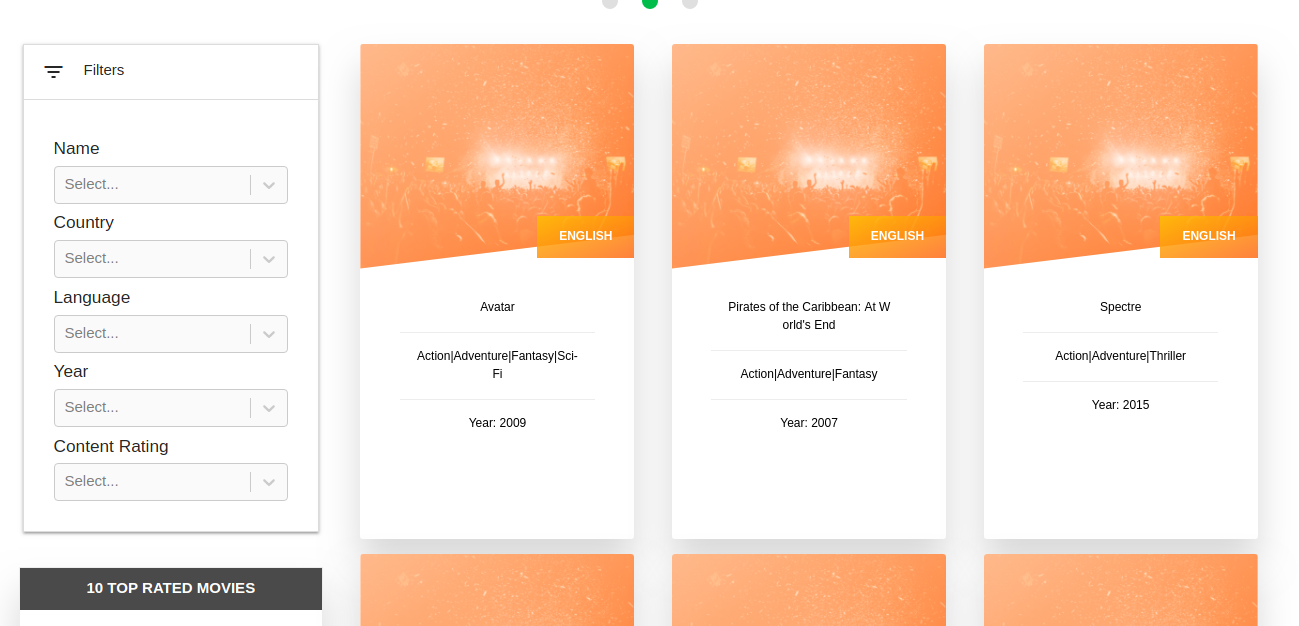 Filters
Name
Select...
Country
Select...
Language
Select...
Year
Select...
Content Rating
Select...
10 TOP RATED MOVIES
ENGLISH
Avatar
Action|Adventure|Fantasy|Sci-
Fi
Year: 2009
ENGLISH
Pirates of the Caribbean: At W
orld's End
Action|Adventure|Fantasy
Year: 2007
ENGLISH
Spectre
Action|Adventure|Thriller
Year: 2015